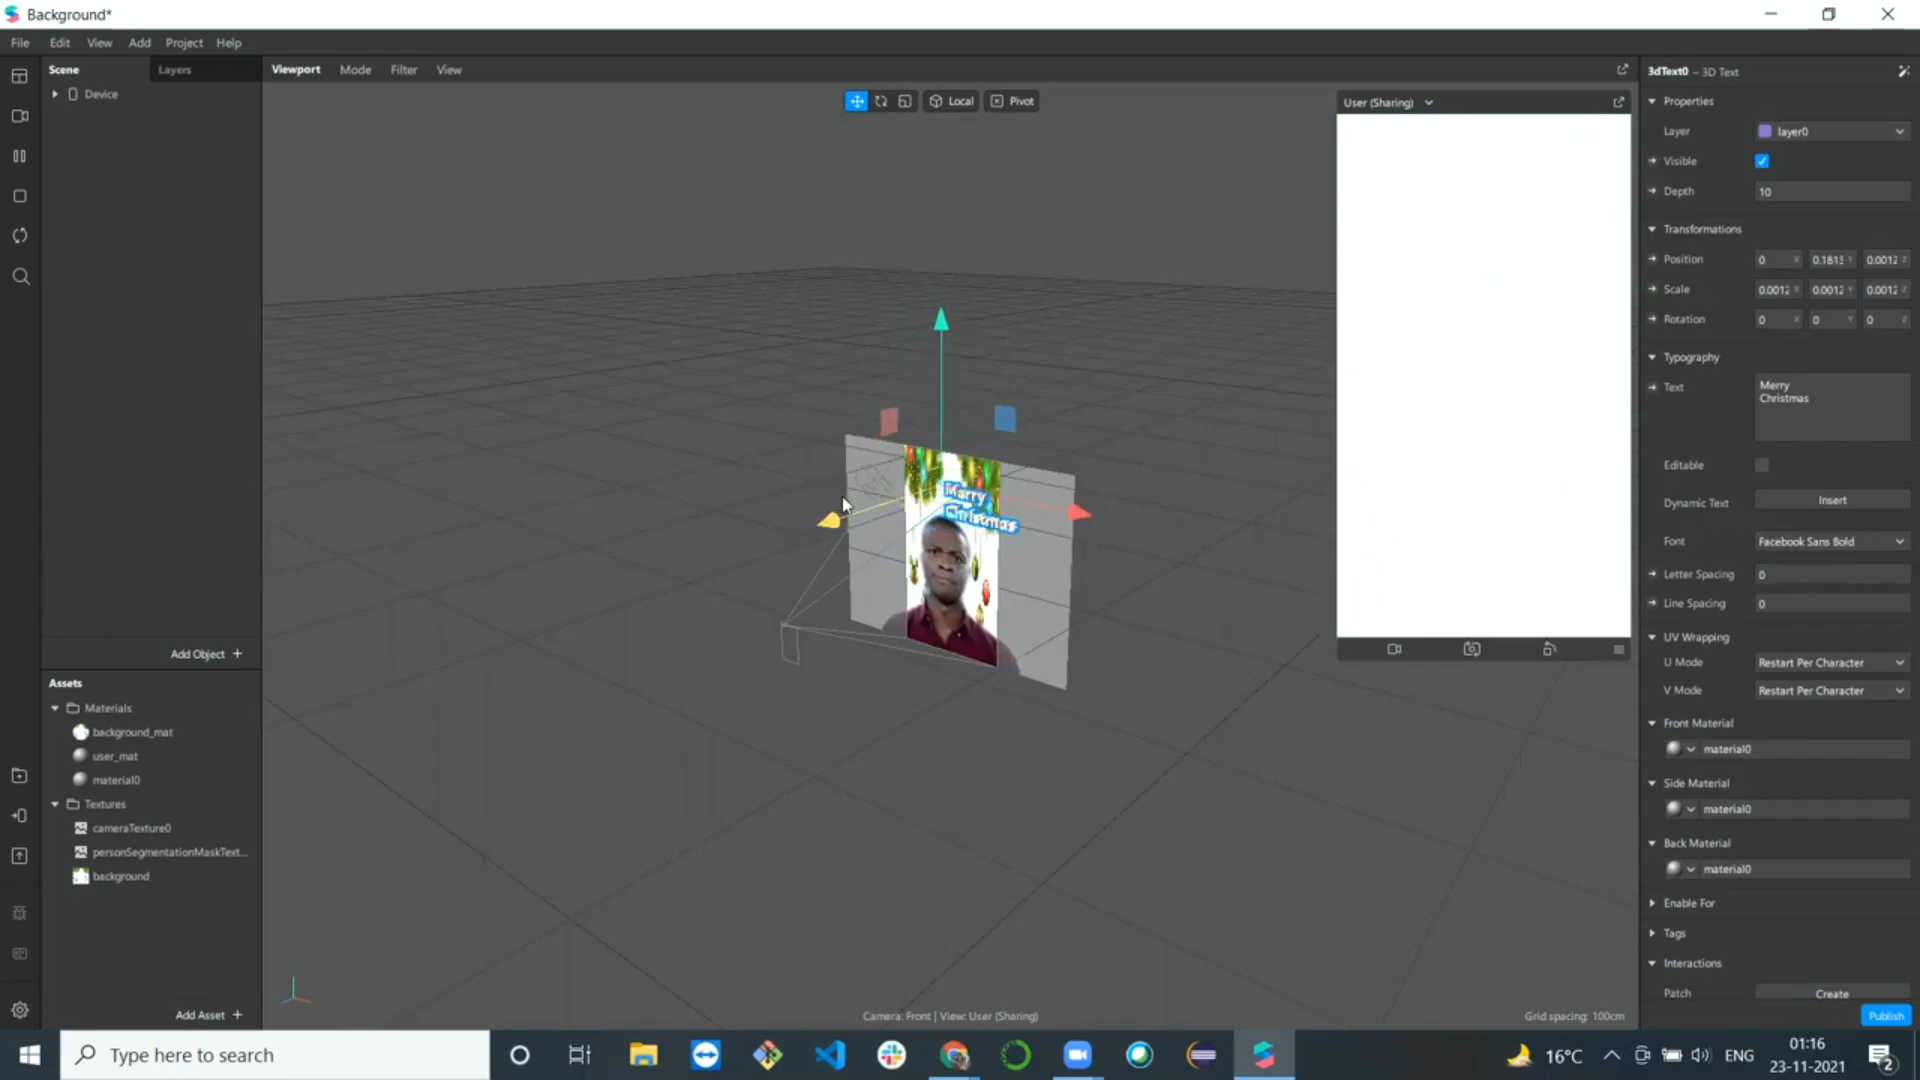 Background*
File Edit View Add Project Help
Scene Layers
Device
Add Object +
Assets
Materials
background_mat
user_mat
material0
Textures
cameraTexture0
personSegmentationMaskText...
background
Add Asset +
Viewport Mode Filter View
Local Pivot
Merry
Christmas
Camera: Front | View: User (Sharing)
Grid spacing: 100cm
User (Sharing)
3dText0 – 3D Text
Properties
Layer layer0
Visible
Depth 10
Transformations
Position 0 X 0.1813 Y 0.0012 Z
Scale 0.0012 X 0.0012 Y 0.0012 Z
Rotation 0 X 0 Y 0 Z
Typography
Text Merry
Christmas
Editable
Dynamic Text Insert
Font Facebook Sans Bold
Letter Spacing 0
Line Spacing 0
UV Wrapping
U Mode Restart Per Character
V Mode Restart Per Character
Front Material
material0
Side Material
material0
Back Material
material0
Enable For
Tags
Interactions
Patch Create
Publish
Type here to search
16°C ENG 01:16
23-11-2021
2